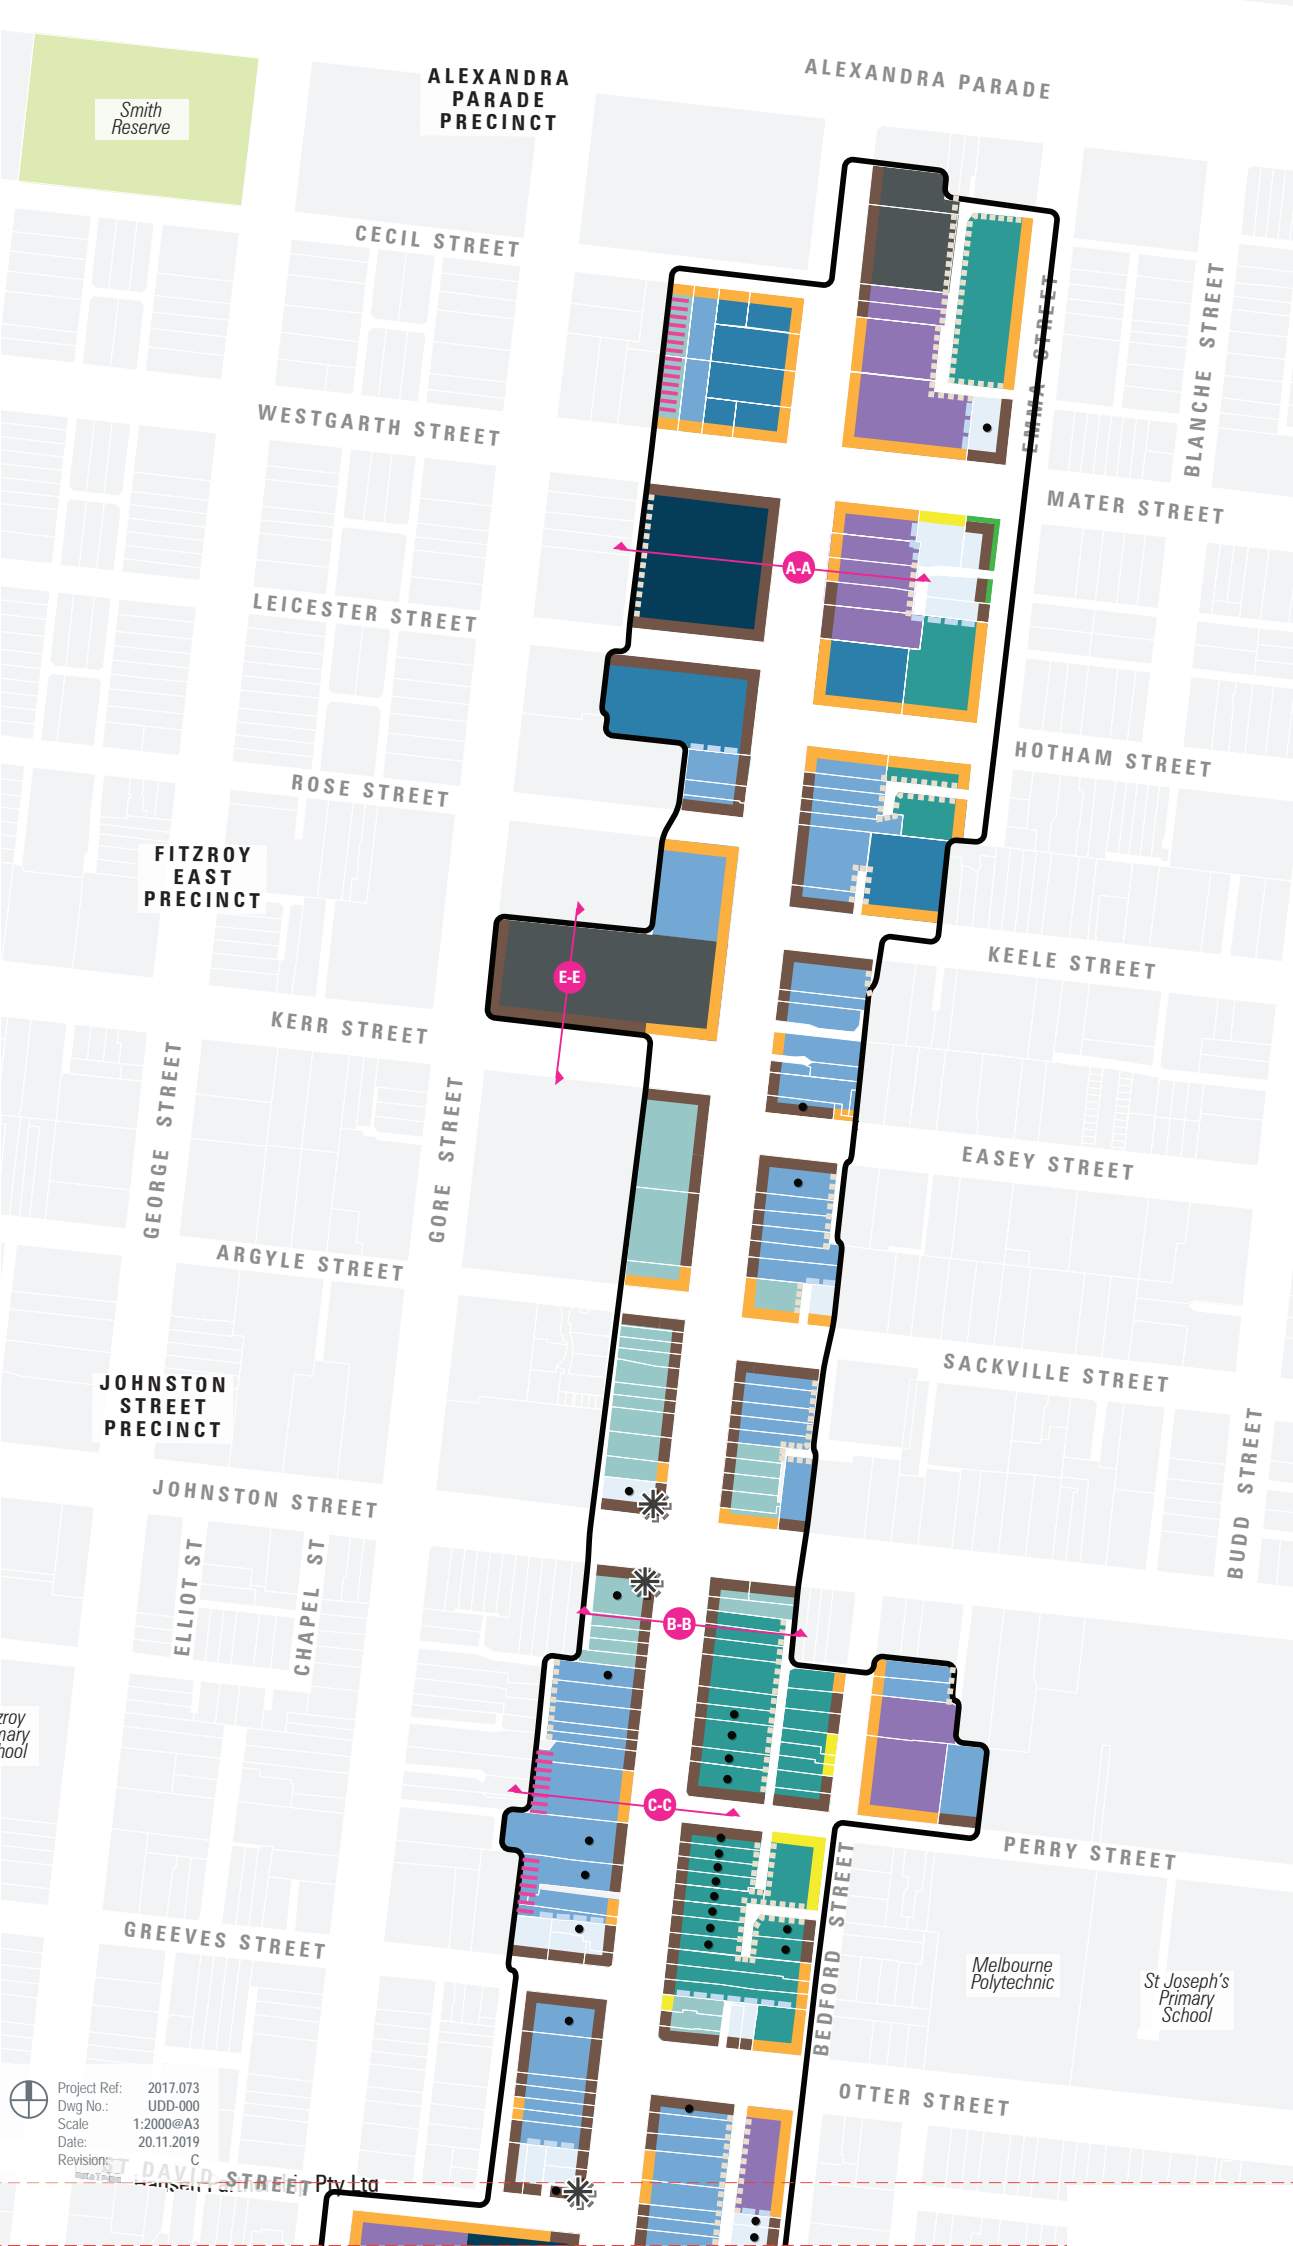 ALEXANDRA PARADE
ALEXANDRA
PARADE
PRECINCT
Smith
Reserve
CECIL STREET
EMMA STREET
BLANCHE STREET
WESTGARTH STREET
MATER STREET
A-A
LEICESTER STREET
HOTHAM STREET
ROSE STREET
FITZROY
EAST
PRECINCT
KEELE STREET
E-E
KERR STREET
GEORGE STREET
GORE STREET
EASEY STREET
ARGYLE STREET
SACKVILLE STREET
JOHNSTON
STREET
PRECINCT
BUDD STREET
JOHNSTON STREET
ELLIOT ST
CHAPEL ST
B-B
zroy
mary
hool
C-C
PERRY STREET
BEDFORD STREET
GREEVES STREET
Melbourne
Polytechnic
St Joseph's
Primary
School
OTTER STREET
Project Ref: 2017.073
Dwg No.: UDD-000
Scale 1:2000@A3
Date: 20.11.2019
Revision: C
ST DAVID STREET
Pty Ltd